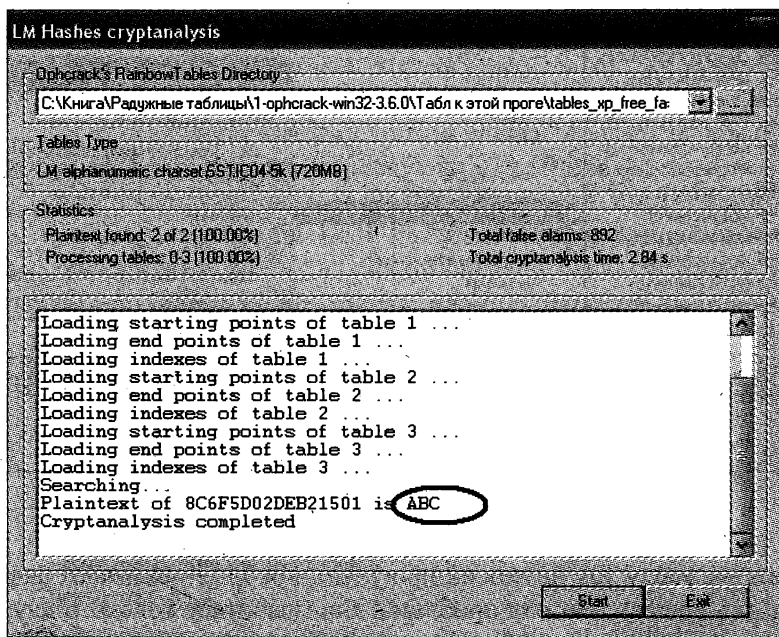 LM Hashes cryptanalysis
Ophcrack's RainbowTables Directory
C:\Книга\Радужные таблицы\1-ophcrack-win32-3.6.0\Табл к этой проге\tables_xp_free_fa:
...
Tables Type
LM alphanumeric charset SSTIC04-5k (720MB)
Statistics
Plaintext found: 2 of 2 (100.00%)
Total false alarms: 892
Processing tables: 0-3 (100.00%)
Total cryptanalysis time: 2.84 s.
Loading starting points of table 1 ...
Loading end points of table 1 ...
Loading indexes of table 1 ...
Loading starting points of table 2 ...
Loading end points of table 2 ...
Loading indexes of table 2 ...
Loading starting points of table 3 ...
Loading end points of table 3 ...
Loading indexes of table 3 ...
Searching...
Plaintext of 8C6F5D02DEB21501 is ABC
Cryptanalysis completed
Start
Exit